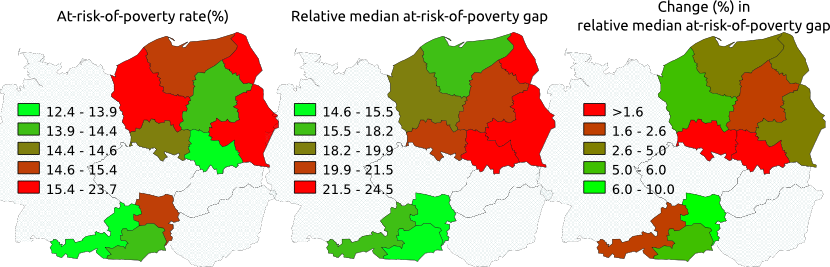 At-risk-of-poverty rate(%)
12.4 - 13.9
13.9 - 14.4
14.4 - 14.6
14.6 - 15.4
15.4 - 23.7
Relative median at-risk-of-poverty gap
14.6 - 15.5
15.5 - 18.2
18.2 - 19.9
19.9 - 21.5
21.5 - 24.5
Change (%) in
relative median at-risk-of-poverty gap
>1.6
1.6 - 2.6
2.6 - 5.0
5.0 - 6.0
6.0 - 10.0